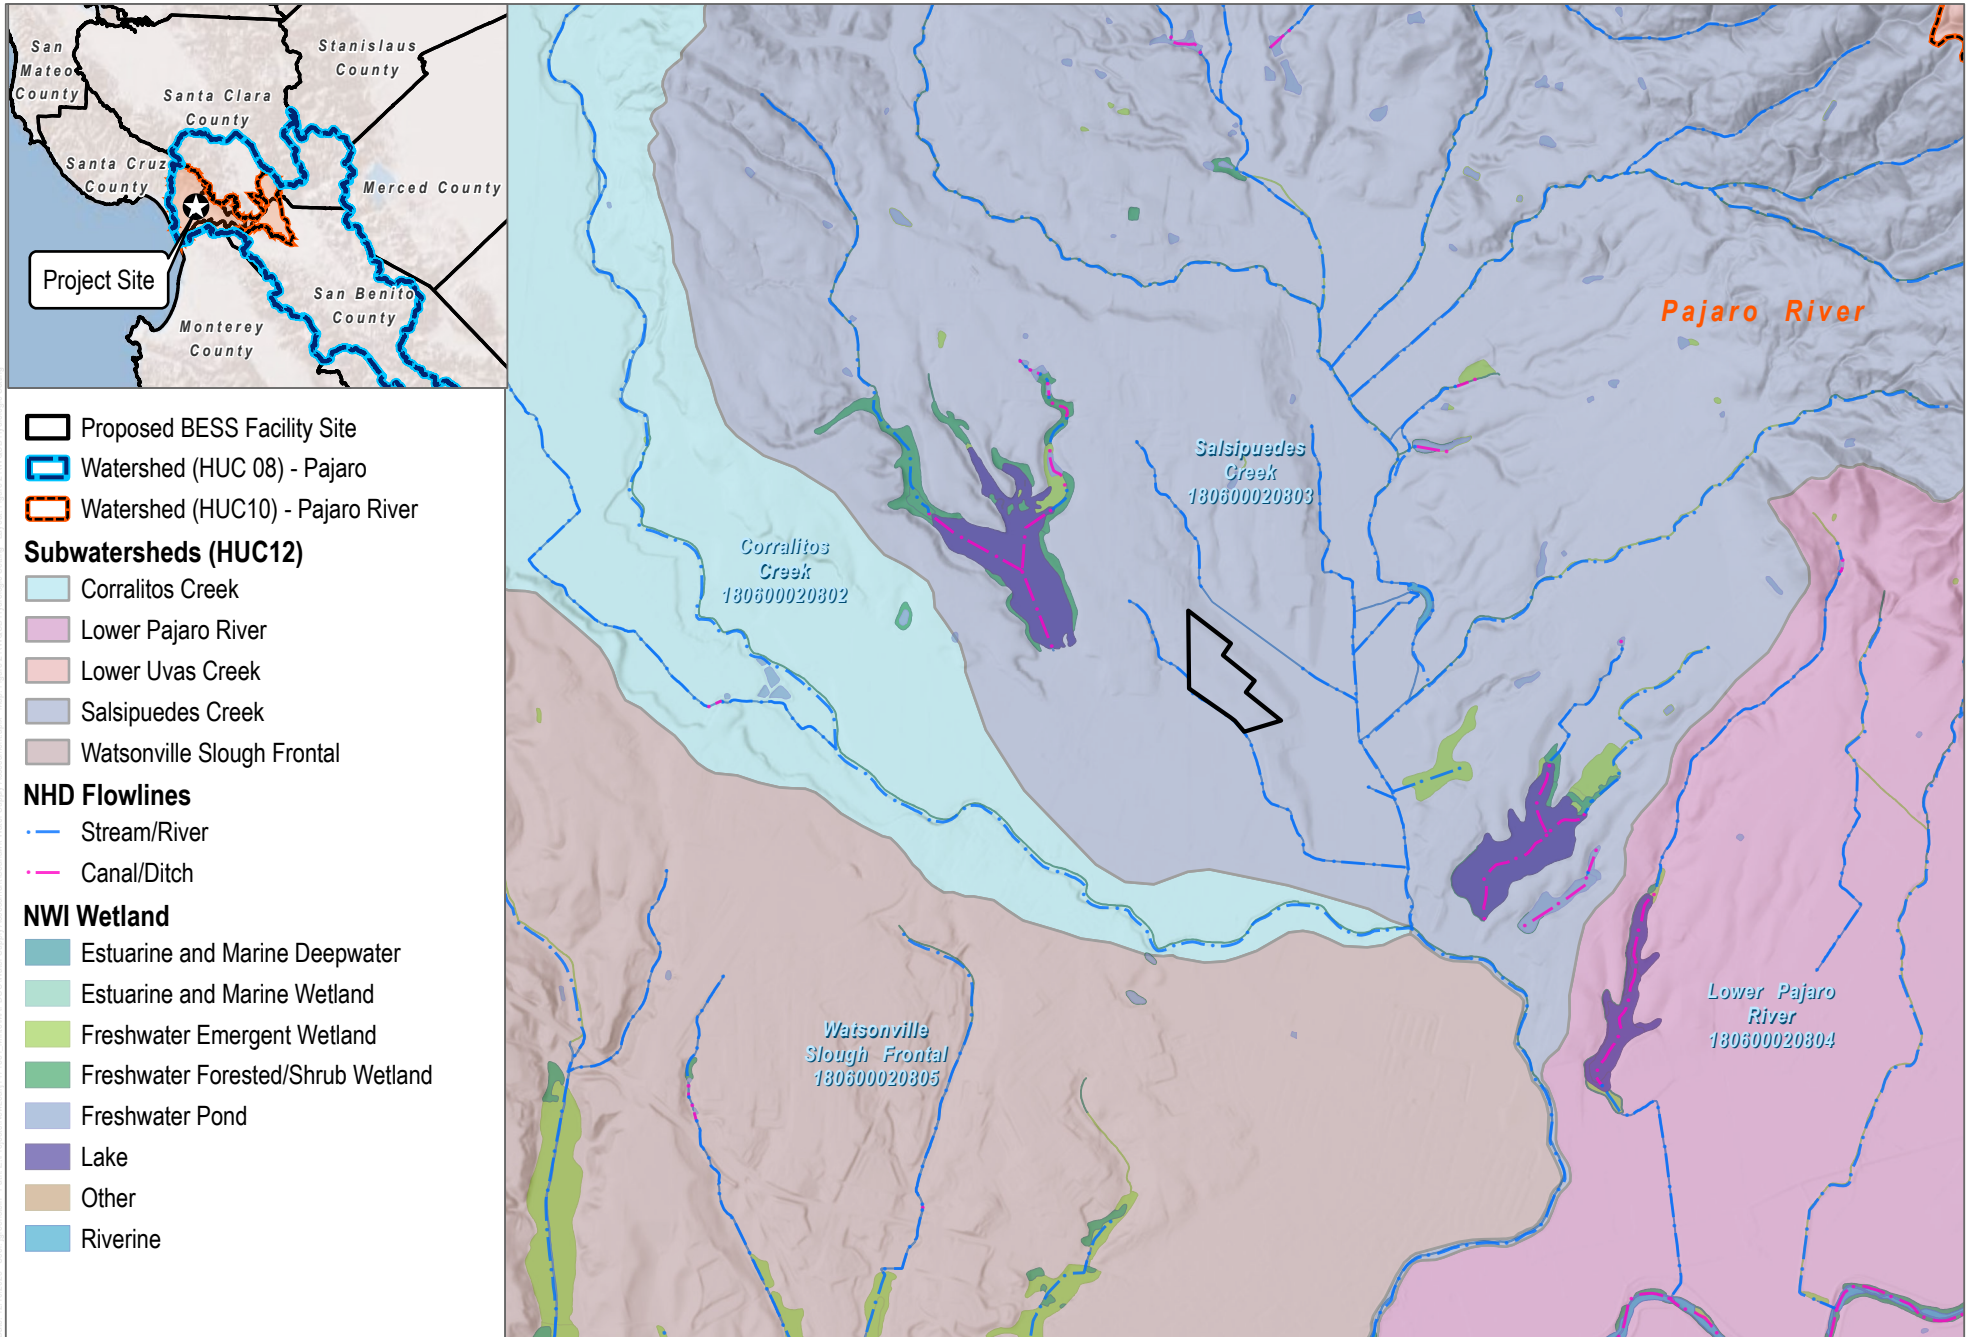 San
Mateo
County
Stanislaus
County
Santa Clara
County
Santa Cruz
County
Merced County
Project Site
San Benito
County
Monterey
County
Proposed BESS Facility Site
Watershed (HUC 08) - Pajaro
Watershed (HUC10) - Pajaro River
Subwatersheds (HUC12)
Corralitos Creek
Lower Pajaro River
Lower Uvas Creek
Salsipuedes Creek
Watsonville Slough Frontal
NHD Flowlines
Stream/River
Canal/Ditch
NWI Wetland
Estuarine and Marine Deepwater
Estuarine and Marine Wetland
Freshwater Emergent Wetland
Freshwater Forested/Shrub Wetland
Freshwater Pond
Lake
Other
Riverine
Pajaro River
Salsipuedes
Creek
180600020803
Corralitos
Creek
180600020802
Lower Pajaro
River
180600020804
Watsonville
Slough Frontal
180600020805